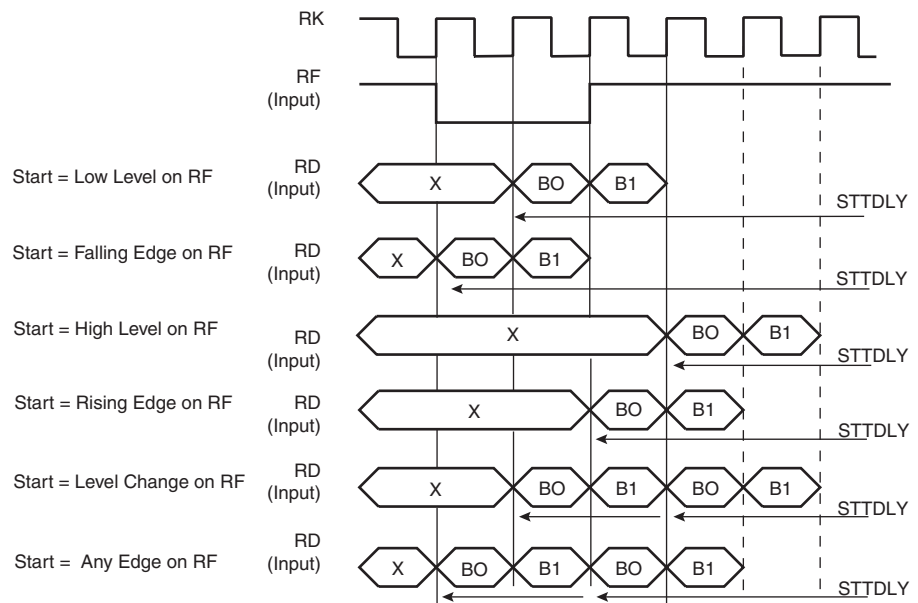 RK
RF
(Input)
Start = Low Level on RF
RD
(Input)
X
BO
B1
STTDLY
Start = Falling Edge on RF
RD
(Input)
X
BO
B1
STTDLY
Start = High Level on RF
RD
(Input)
X
BO
B1
STTDLY
Start = Rising Edge on RF
RD
(Input)
X
BO
B1
STTDLY
Start = Level Change on RF
RD
(Input)
X
BO
B1
BO
B1
STTDLY
Start = Any Edge on RF
RD
(Input)
X
BO
B1
BO
B1
STTDLY